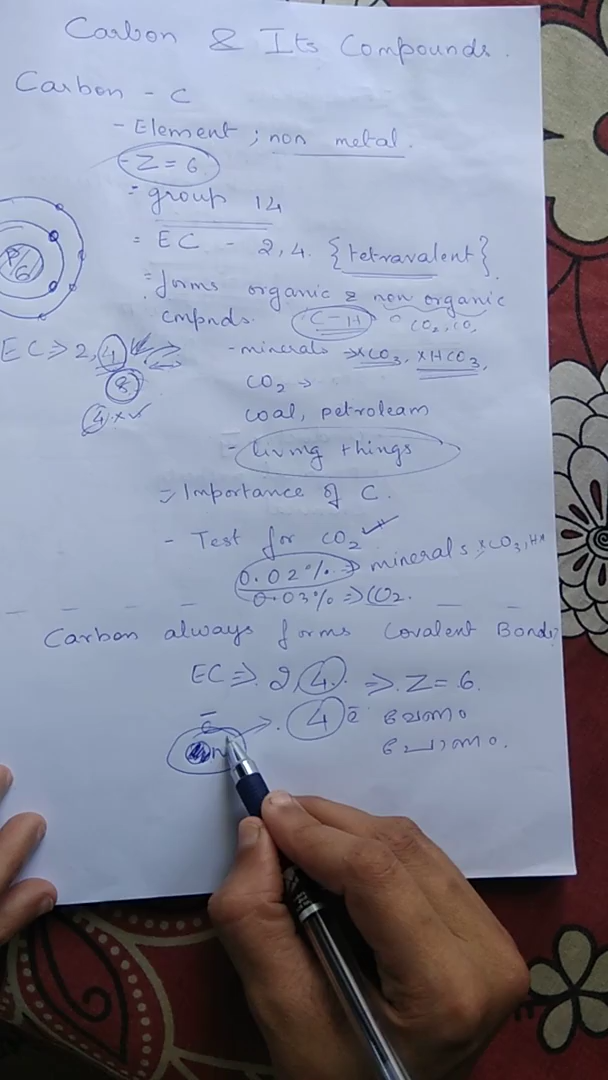 Carbon & Its Compounds.
Carbon - C
- Element ; non metal.
- Z = 6
= group 14
= EC - 2,4. {tetravalent}.
P/6
= forms organic & non organic
cmpnds. C-H CO2, CO,
EC ⇒ 2,4
8
4 x ✓
- minerals → xCO3, xHCO3,
CO2 →
coal, petroleam
- living things
= Importance of C.
- Test for CO2 ✓
0.02% ⇒ minerals xCO3, H
0.03% ⇒ CO2.
Carbon always forms Covalent Bonds?
EC ⇒ 2,4. ⇒ Z = 6.
e̅ → 4 e̅ വേണം
പോണം.